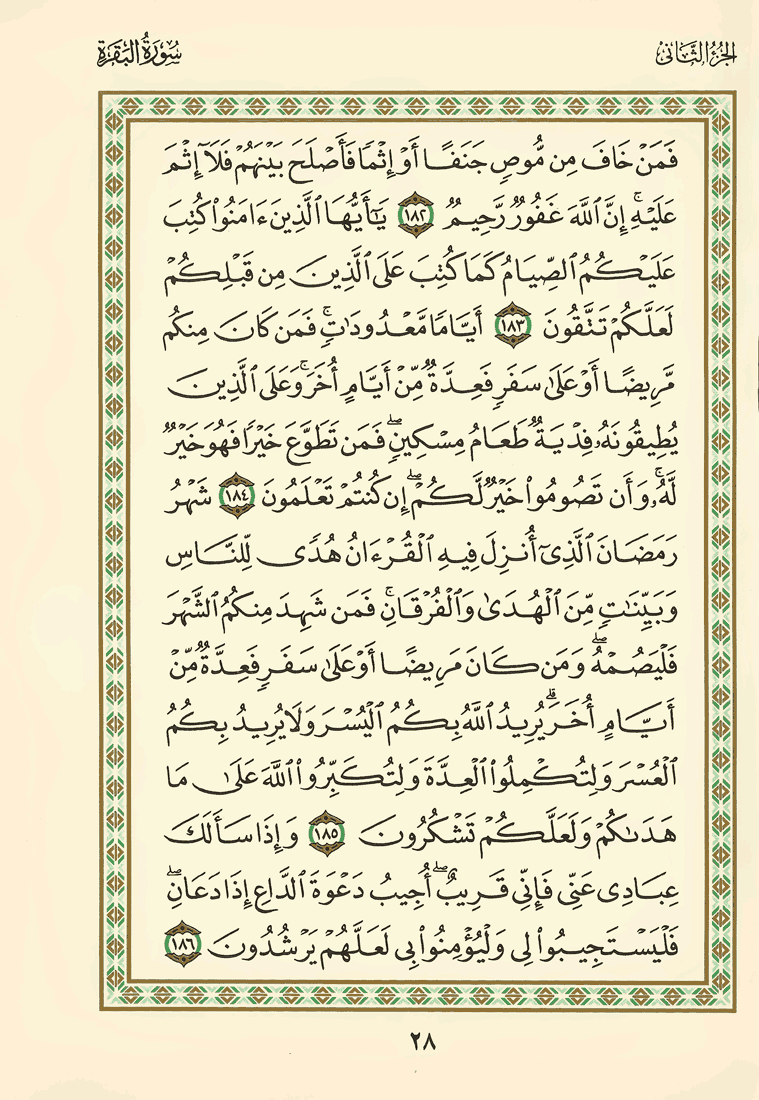 الجزء الثاني
سورة البقرة
فَمَنْ خَافَ مِن مُّوصٍ جَنَفًا أَوْ إِثْمًا فَأَصْلَحَ بَيْنَهُمْ فَلَآ إِثْمَ
عَلَيْهِ ۚ إِنَّ ٱللَّهَ غَفُورٌ رَّحِيمٌ ١٨٢ يَـٰٓأَيُّهَا ٱلَّذِينَ ءَامَنُوا۟ كُتِبَ
عَلَيْكُمُ ٱلصِّيَامُ كَمَا كُتِبَ عَلَى ٱلَّذِينَ مِن قَبْلِكُمْ
لَعَلَّكُمْ تَتَّقُونَ ١٨٣ أَيَّامًا مَّعْدُودَٰتٍ ۚ فَمَن كَانَ مِنكُم
مَّرِيضًا أَوْ عَلَىٰ سَفَرٍ فَعِدَّةٌ مِّنْ أَيَّامٍ أُخَرَ ۚ وَعَلَى ٱلَّذِينَ
يُطِيقُونَهُۥ فِدْيَةٌ طَعَامُ مِسْكِينٍ ۖ فَمَن تَطَوَّعَ خَيْرًا فَهُوَ خَيْرٌ
لَّهُۥ ۚ وَأَن تَصُومُوا۟ خَيْرٌ لَّكُمْ ۖ إِن كُنتُمْ تَعْلَمُونَ ١٨٤ شَهْرُ
رَمَضَانَ ٱلَّذِىٓ أُنزِلَ فِيهِ ٱلْقُرْءَانُ هُدًى لِّلنَّاسِ
وَبَيِّنَـٰتٍ مِّنَ ٱلْهُدَىٰ وَٱلْفُرْقَانِ ۚ فَمَن شَهِدَ مِنكُمُ ٱلشَّهْرَ
فَلْيَصُمْهُ ۖ وَمَن كَانَ مَرِيضًا أَوْ عَلَىٰ سَفَرٍ فَعِدَّةٌ مِّنْ
أَيَّامٍ أُخَرَ ۗ يُرِيدُ ٱللَّهُ بِكُمُ ٱلْيُسْرَ وَلَا يُرِيدُ بِكُمُ
ٱلْعُسْرَ وَلِتُكْمِلُوا۟ ٱلْعِدَّةَ وَلِتُكَبِّرُوا۟ ٱللَّهَ عَلَىٰ مَا
هَدَىٰكُمْ وَلَعَلَّكُمْ تَشْكُرُونَ ١٨٥ وَإِذَا سَأَلَكَ
عِبَادِى عَنِّى فَإِنِّى قَرِيبٌ ۖ أُجِيبُ دَعْوَةَ ٱلدَّاعِ إِذَا دَعَانِ ۖ
فَلْيَسْتَجِيبُوا۟ لِى وَلْيُؤْمِنُوا۟ بِى لَعَلَّهُمْ يَرْشُدُونَ ١٨٦
٢٨